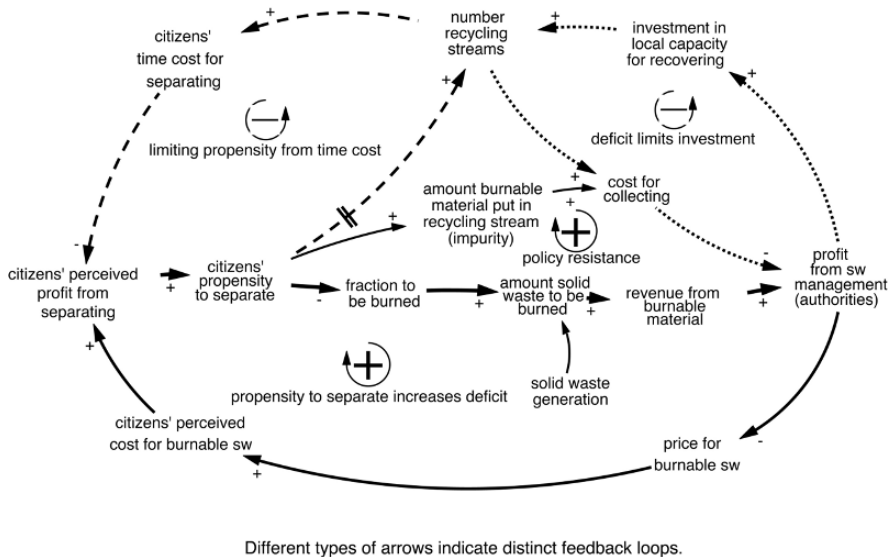 number
recycling
streams
citizens'
time cost for
separating
investment in
local capacity
for recovering
+
+
+
+
limiting propensity from time cost
deficit limits investment
amount burnable
material put in
recycling stream
(impurity)
+
+
+
cost for
collecting
policy resistance
-
citizens' perceived
profit from
separating
+
citizens'
propensity
to separate
-
fraction to
be burned
+
amount solid
waste to be
burned
+
revenue from
burnable
material
+
-
profit
from sw
management
(authorities)
+
propensity to separate increases deficit
solid waste
generation
citizens' perceived
cost for burnable sw
+
price for
burnable sw
-
Different types of arrows indicate distinct feedback loops.